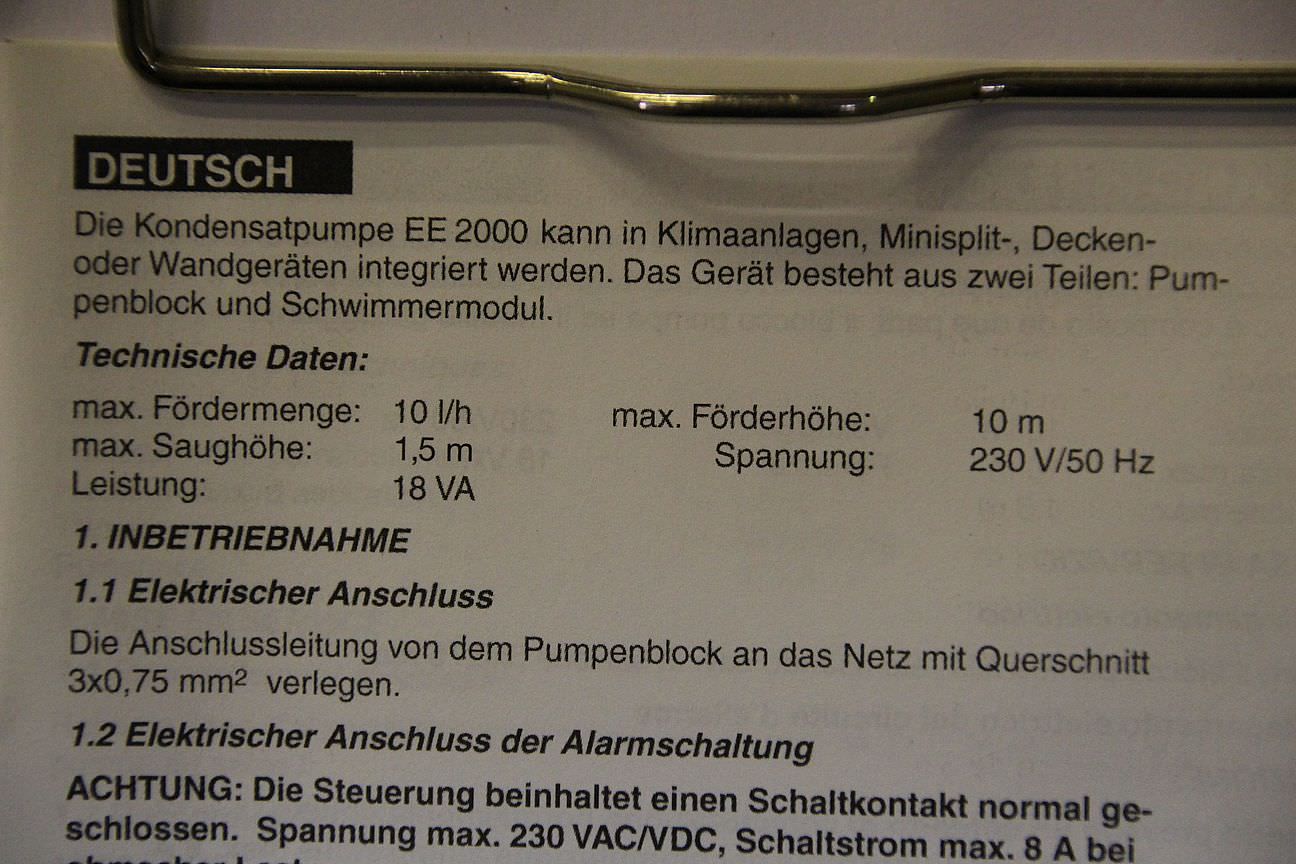 DEUTSCH
Die Kondensatpumpe EE 2000 kann in Klimaanlagen, Minisplit-, Decken-
oder Wandgeräten integriert werden. Das Gerät besteht aus zwei Teilen: Pum-
penblock und Schwimmermodul.
Technische Daten:
max. Fördermenge: 10 l/h max. Förderhöhe: 10 m
max. Saughöhe: 1,5 m Spannung: 230 V/50 Hz
Leistung: 18 VA
1. INBETRIEBNAHME
1.1 Elektrischer Anschluss
Die Anschlussleitung von dem Pumpenblock an das Netz mit Querschnitt
3x0,75 mm² verlegen.
1.2 Elektrischer Anschluss der Alarmschaltung
ACHTUNG: Die Steuerung beinhaltet einen Schaltkontakt normal ge-
schlossen. Spannung max. 230 VAC/VDC, Schaltstrom max. 8 A bei